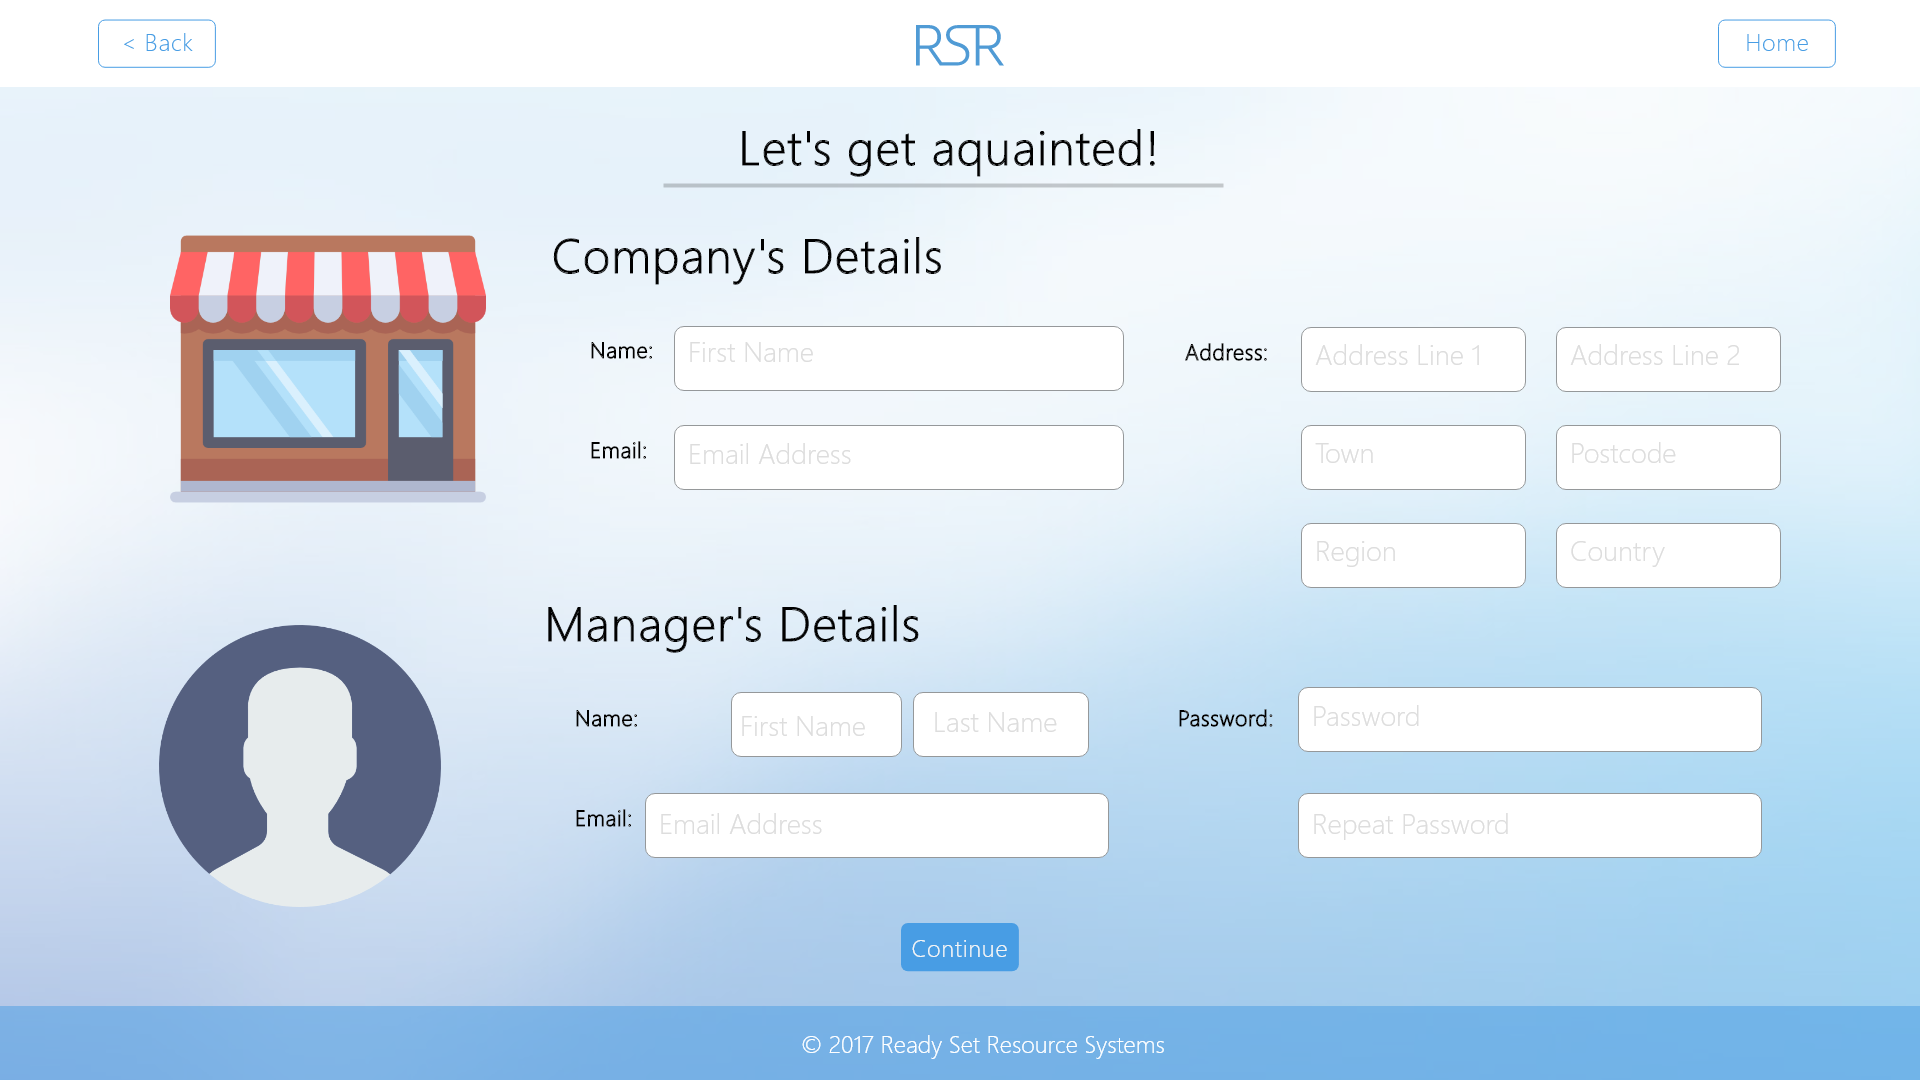 < Back
RSR
Home
Let's get aquainted!
Company's Details
Name:
First Name
Address:
Address Line 1
Address Line 2
Email:
Email Address
Town
Postcode
Region
Country
Manager's Details
Name:
First Name
Last Name
Password:
Password
Email:
Email Address
Repeat Password
Continue
© 2017 Ready Set Resource Systems